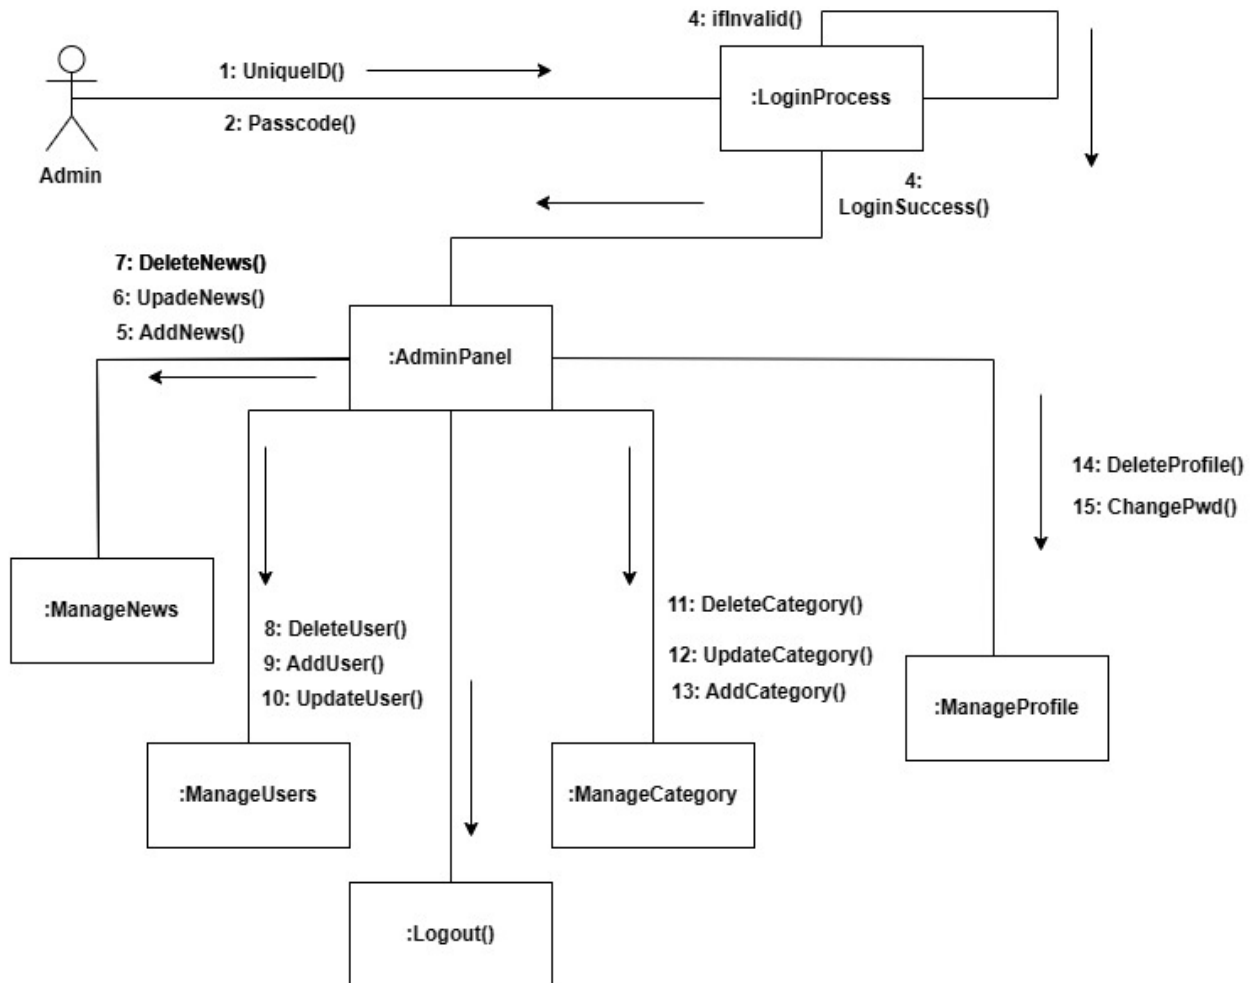 4: ifInvalid()
1: UniqueID()
:LoginProcess
2: Passcode()
Admin
4:
LoginSuccess()
7: DeleteNews()
6: UpadeNews()
5: AddNews()
:AdminPanel
14: DeleteProfile()
15: ChangePwd()
:ManageNews
8: DeleteUser()
9: AddUser()
10: UpdateUser()
11: DeleteCategory()
12: UpdateCategory()
13: AddCategory()
:ManageProfile
:ManageUsers
:ManageCategory
:Logout()